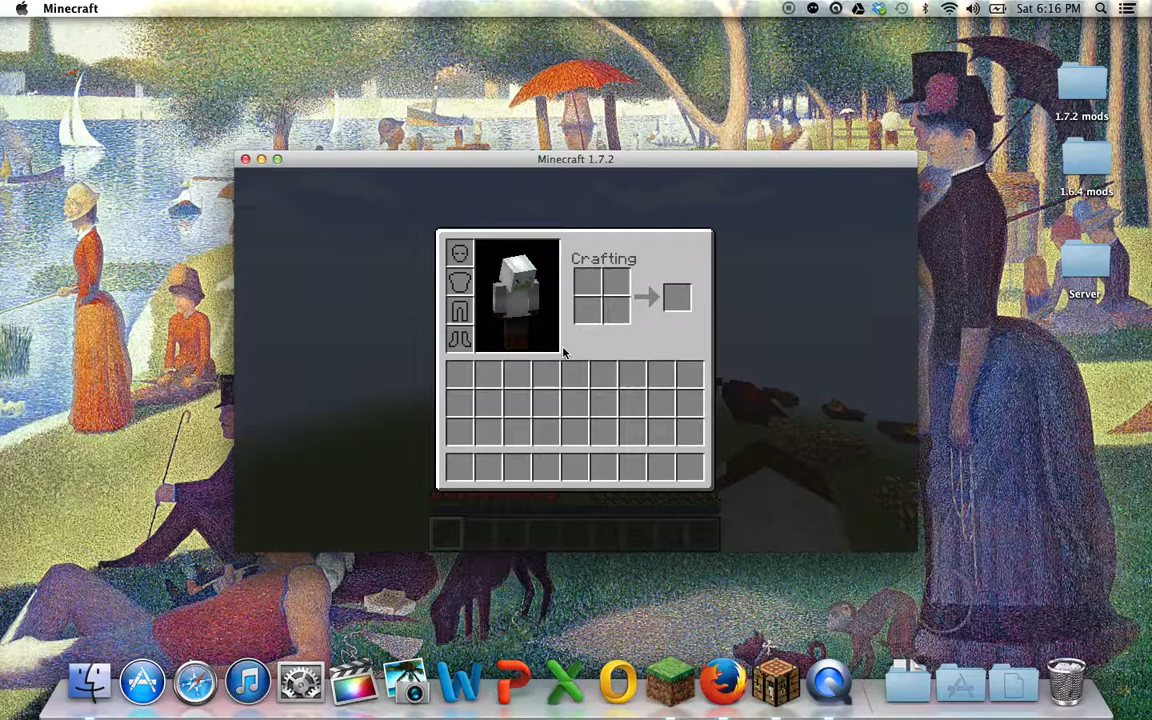 Minecraft
Sat 6:16 PM
1.7.2 mods
Minecraft 1.7.2
1.6.4 mods
Crafting
Server